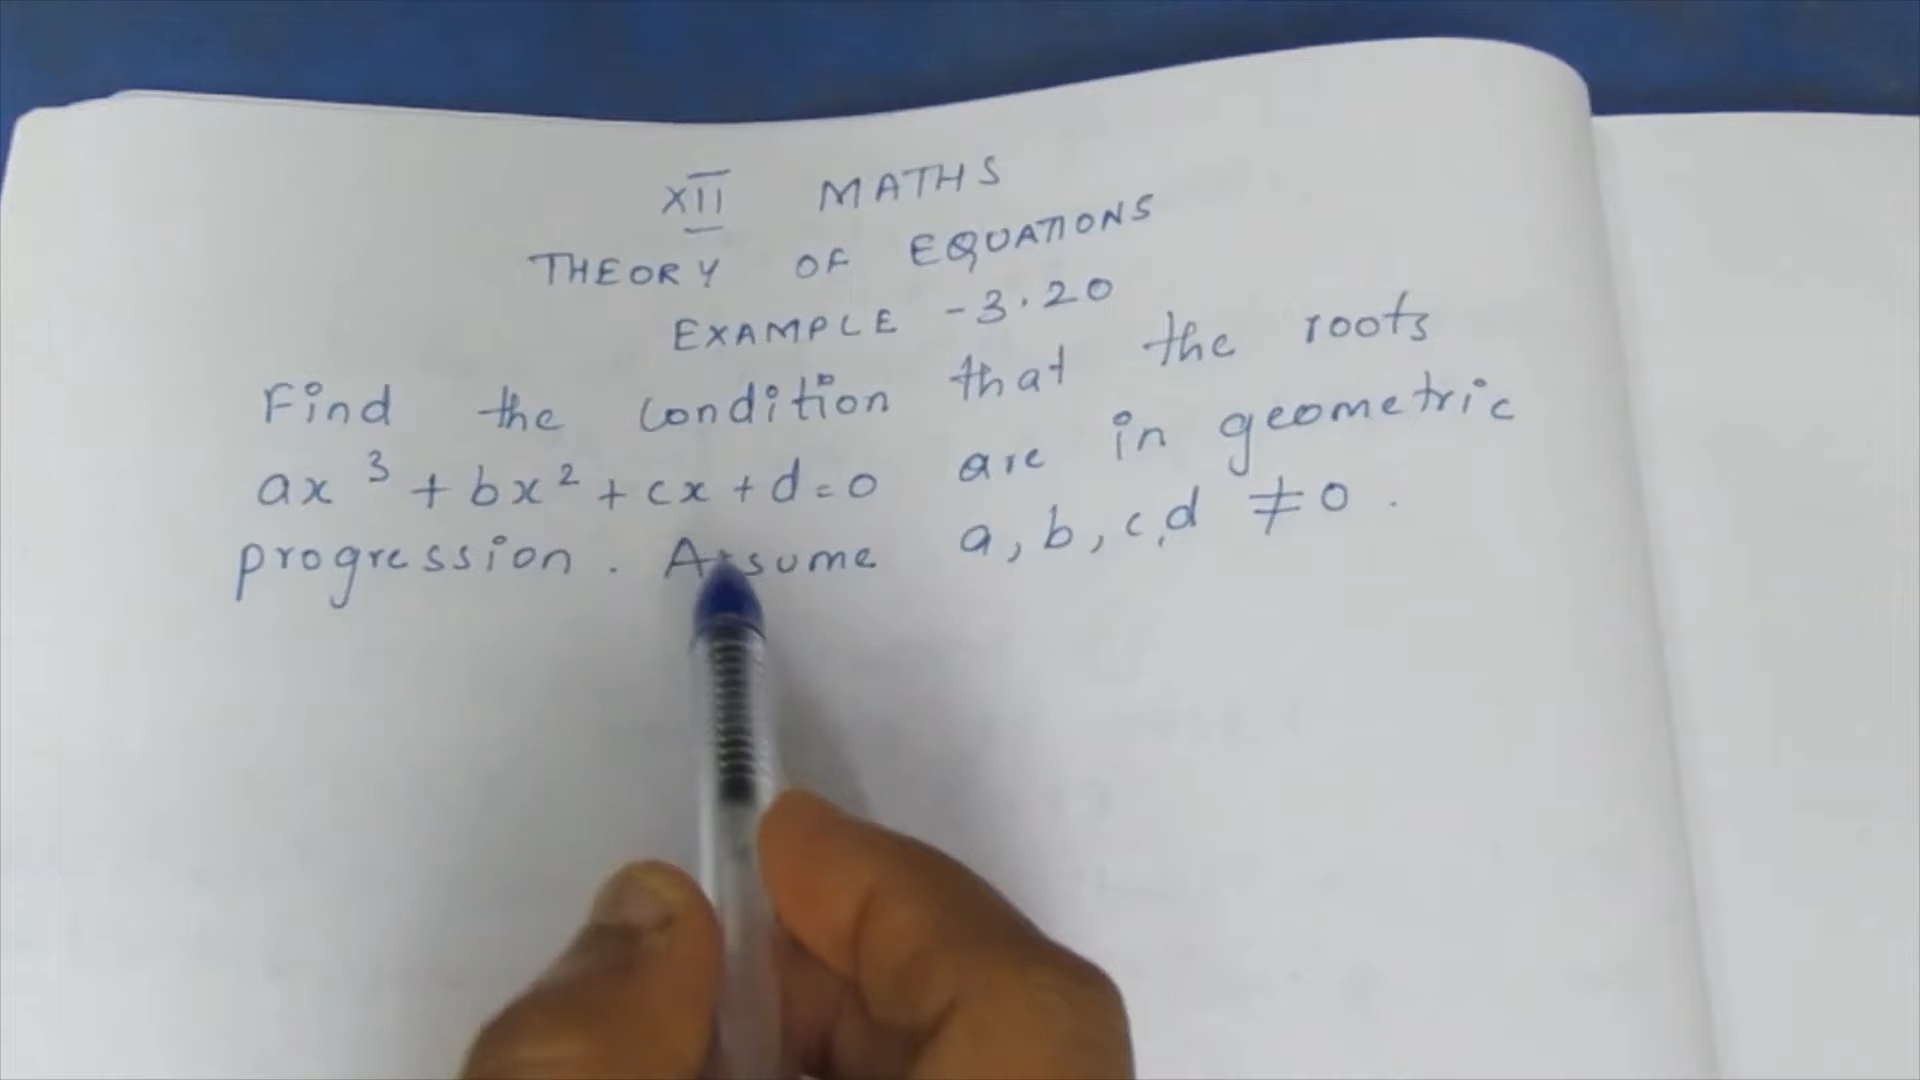 XII MATHS
THEORY OF EQUATIONS
EXAMPLE - 3.20
Find the condition that the roots
ax³ + bx² + cx + d = 0 are in geometric
progression. Assume a, b, c, d ≠ 0.